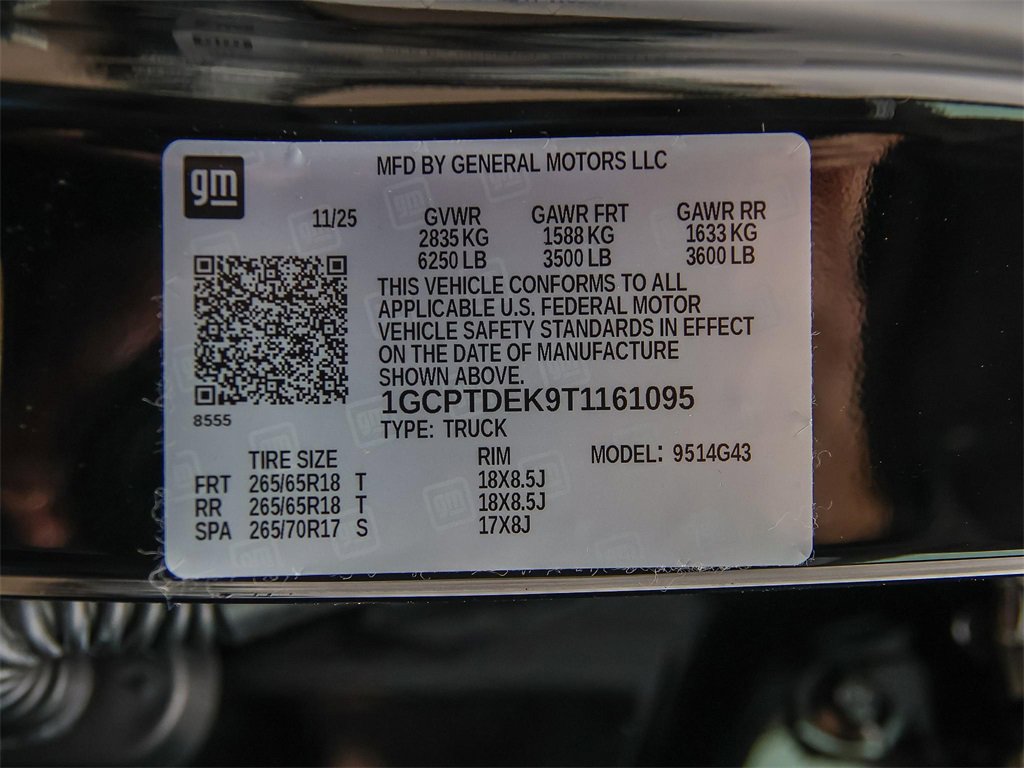 gm
MFD BY GENERAL MOTORS LLC
11/25 GVWR GAWR FRT GAWR RR
2835 KG 1588 KG 1633 KG
6250 LB 3500 LB 3600 LB
THIS VEHICLE CONFORMS TO ALL
APPLICABLE U.S. FEDERAL MOTOR
VEHICLE SAFETY STANDARDS IN EFFECT
ON THE DATE OF MANUFACTURE
SHOWN ABOVE.
1GCPTDEK9T1161095
8555
TYPE: TRUCK
TIRE SIZE RIM MODEL: 9514G43
FRT 265/65R18 T 18X8.5J
RR 265/65R18 T 18X8.5J
SPA 265/70R17 S 17X8J